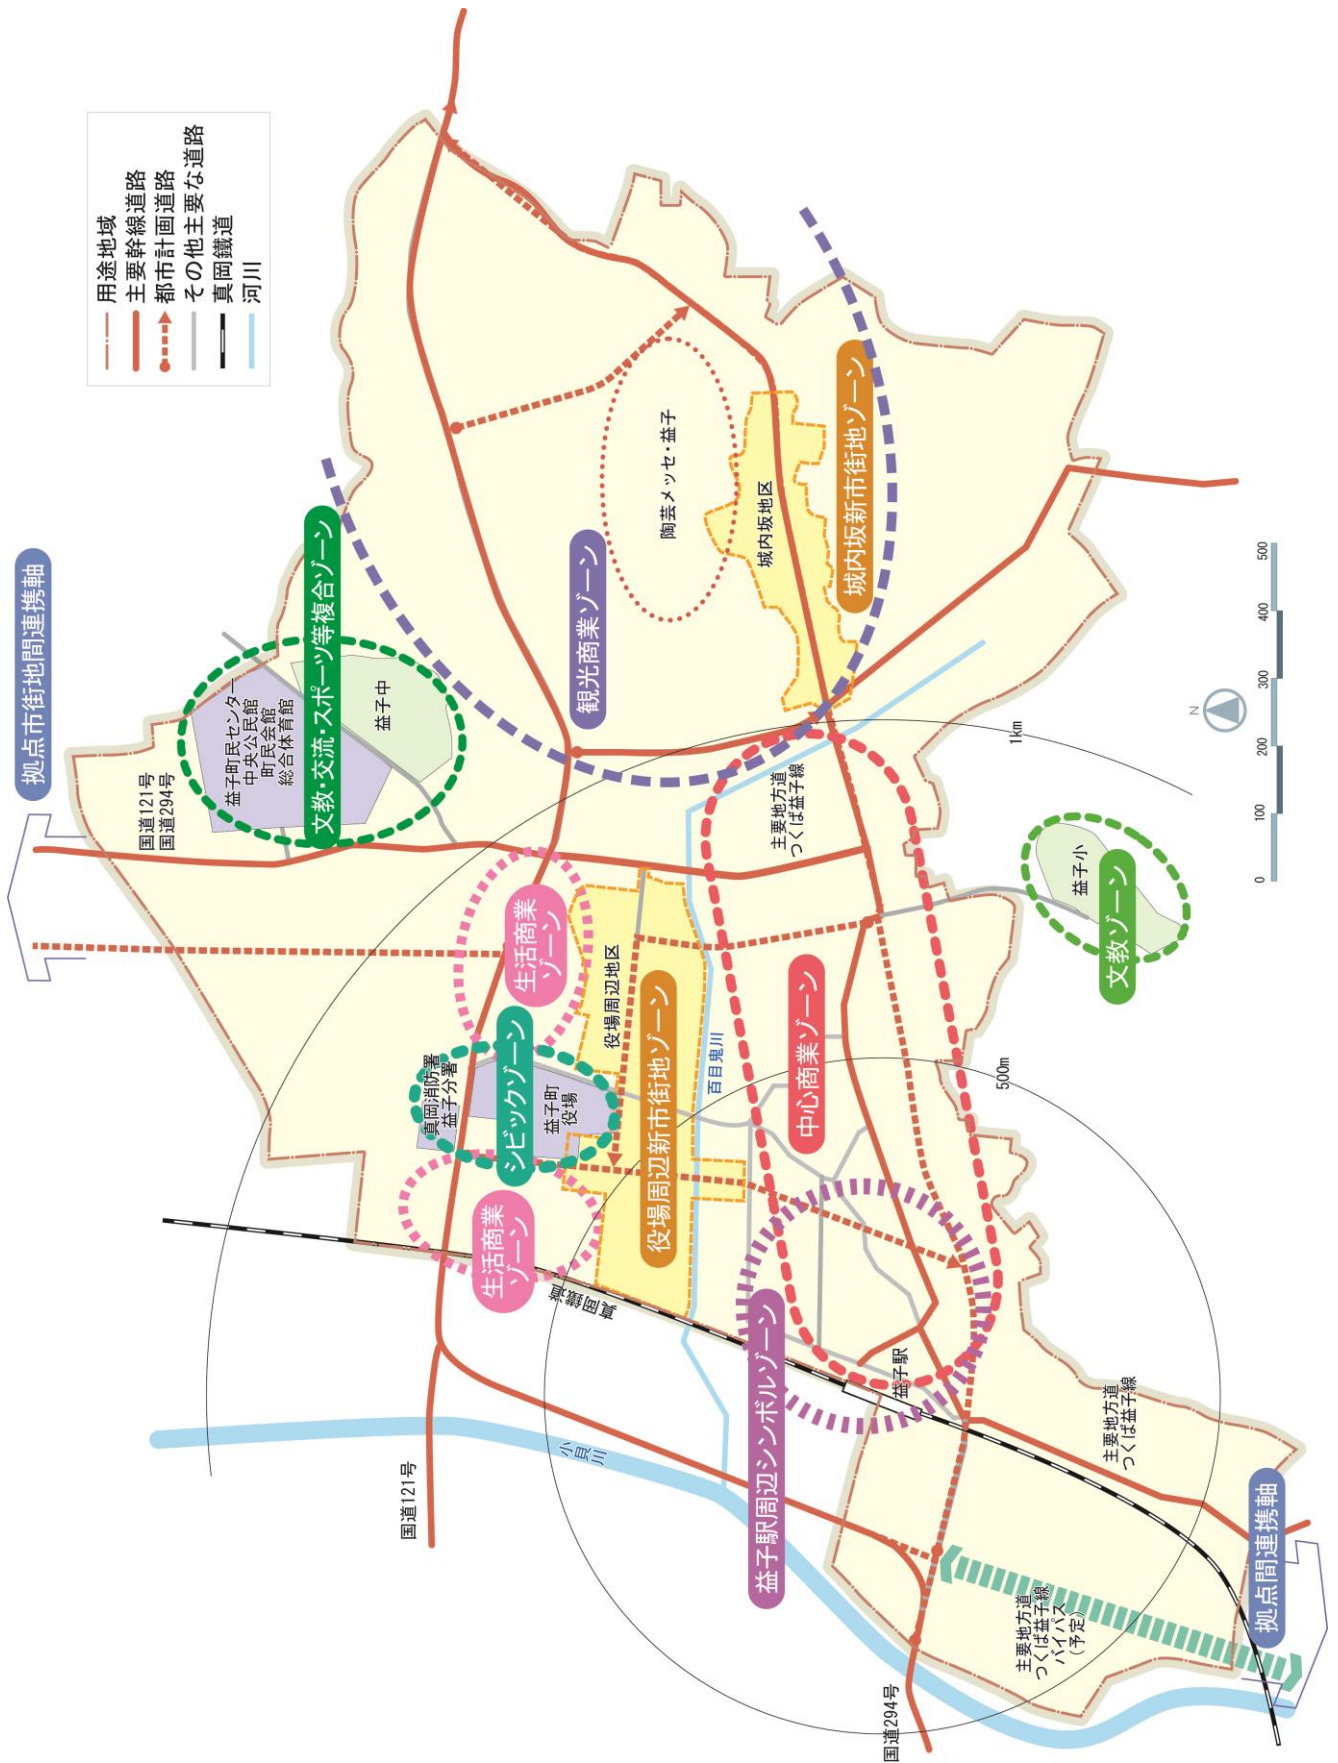 用途地域
主要幹線道路
都市計画道路
その他主要な道路
真岡鐵道
河川
拠点市街地間連携軸
国道121号
国道294号
益子町民センター
中央公民館
町民会館
総合体育館
文教・交流・スポーツ等複合ゾーン
益子中
観光商業ゾーン
陶芸メッセ・益子
城内坂地区
城内坂新市街地ゾーン
生活商業
ゾーン
役場周辺地区
真岡消防署
益子分署
シビックゾーン
益子町
役場
役場周辺新市街地ゾーン
百目鬼川
主要地方道
つくば益子線
中心商業ゾーン
生活商業
ゾーン
真岡鐵道
益子駅周辺シンボルゾーン
益子駅
益子小
文教ゾーン
1km
500m
国道121号
小貝川
国道294号
主要地方道
つくば益子線
主要地方道
つくば益子線
バイパス
(予定)
拠点間連携軸
N
0 100 200 300 400 500